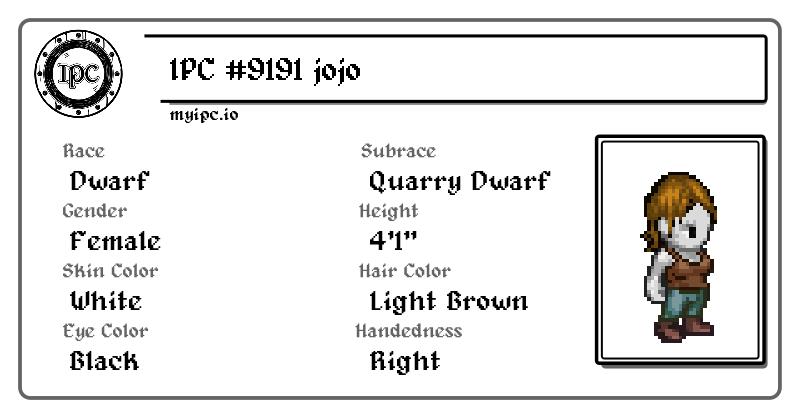 IPC
IPC #9191 jojo
myipc.io
Race
Dwarf
Subrace
Quarry Dwarf
Gender
Female
Height
4'1"
Skin Color
White
Hair Color
Light Brown
Eye Color
Black
Handedness
Right